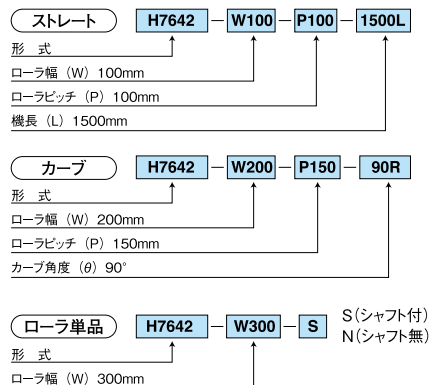 ストレート H7642 － W100 － P100 － 1500L
形　式
ローラ幅（W）100mm
ローラピッチ（P）100mm
機長（L）1500mm
カーブ H7642 － W200 － P150 － 90R
形　式
ローラ幅（W）200mm
ローラピッチ（P）150mm
カーブ角度（θ）90°
ローラ単品 H7642 － W300 － S S（シャフト付）
N（シャフト無）
形　式
ローラ幅（W）300mm